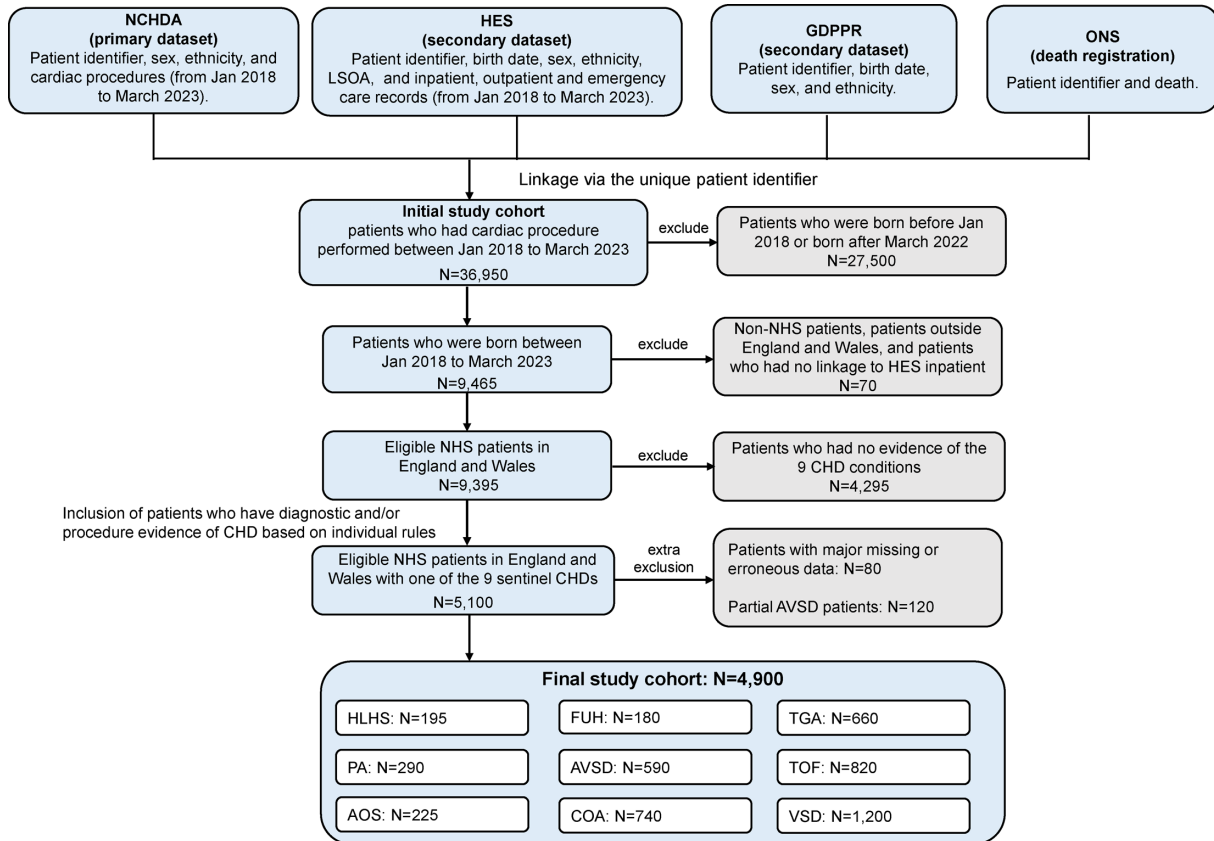 NCHDA
(primary dataset)
Patient identifier, sex, ethnicity, and
cardiac procedures (from Jan 2018
to March 2023).
HES
(secondary dataset)
Patient identifier, birth date, sex, ethnicity,
LSOA,  and inpatient, outpatient and emergency
care records (from Jan 2018 to March 2023).
GDPPR
(secondary dataset)
Patient identifier, birth date,
sex, and ethnicity.
ONS
(death registration)
Patient identifier and death.
Linkage via the unique patient identifier
Initial study cohort
patients who had cardiac procedure
performed between Jan 2018 to March 2023
N=36,950
exclude
Patients who were born before Jan
2018 or born after March 2022
N=27,500
Patients who were born between
Jan 2018 to March 2023
N=9,465
exclude
Non-NHS patients, patients outside
England and Wales, and patients
who had no linkage to HES inpatient
N=70
Eligible NHS patients in
England and Wales
N=9,395
exclude
Patients who had no evidence of the
9 CHD conditions
N=4,295
Inclusion of patients who have diagnostic and/or
procedure evidence of CHD based on individual rules
Eligible NHS patients in England and
Wales with one of the 9 sentinel CHDs
N=5,100
extra
exclusion
Patients with major missing or
erroneous data: N=80
Partial AVSD patients: N=120
Final study cohort: N=4,900
HLHS: N=195
FUH: N=180
TGA: N=660
PA: N=290
AVSD: N=590
TOF: N=820
AOS: N=225
COA: N=740
VSD: N=1,200